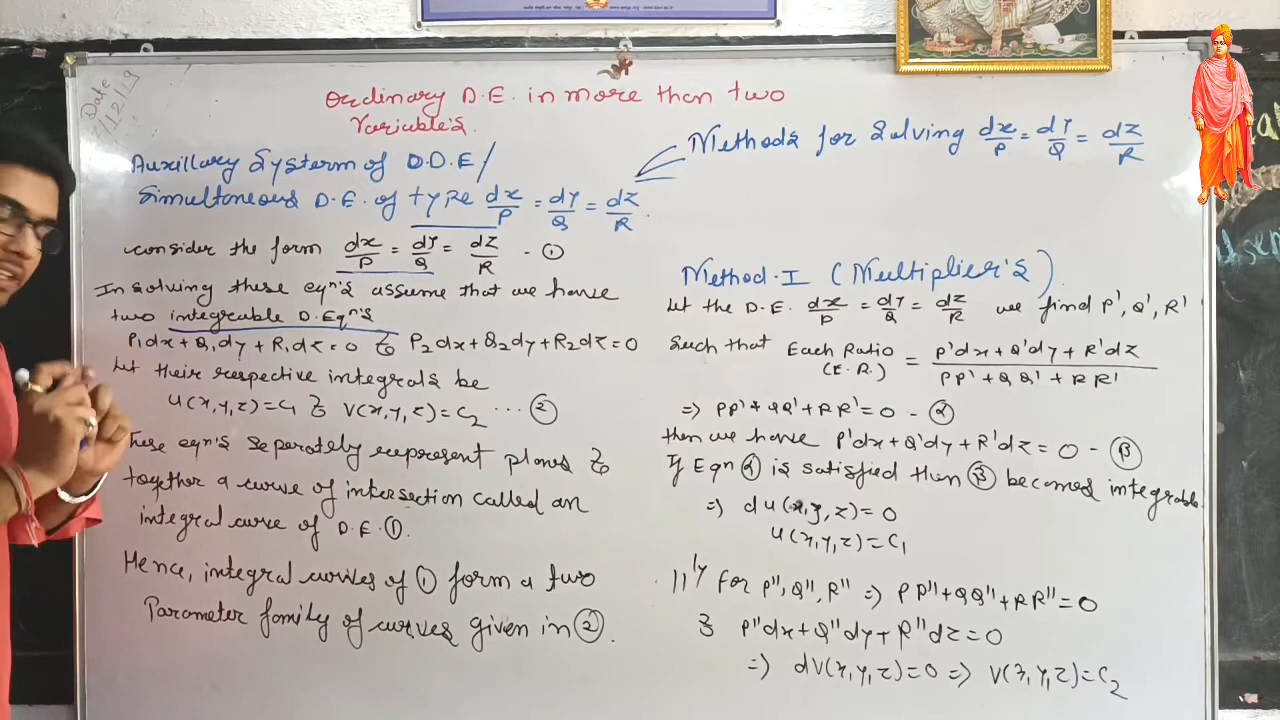 Date
/12/19
Ordinary D.E. in more than two
Variable's.
Auxillary Systerm of O.D.E/
Simultaneous D.E. of type dx/P = dy/Q = dz/R.
consider the form dx/P = dy/Q = dz/R - ①
In solving these eqn's assume that we have
two integrable D.Eqn's
P₁dx+Q₁dy+R₁dz=0 & P₂dx+Q₂dy+R₂dz=0
Let their respective integrals be
u(x,y,z)=c₁ & v(x,y,z)=c₂ ... ②
These eqn's seperately represent planes &
together a curve of intersection called an
integral curve of D.E.①.
Hence, integral curves of ① form a two
Parameter family of curves given in ②.
Methods for Solving dx/P = dy/Q = dz/R
Method-I (Multiplier's)
Let the D.E. dx/P = dy/Q = dz/R we find P', Q', R'
Such that Each Ratio (E.R.) = P'dx+Q'dy+R'dz / PP'+QQ'+RR'
=> PP'+QQ'+RR'=0 - ⓐ
then we have P'dx+Q'dy+R'dz=0 - Ⓑ
If Eqn ⓐ is satisfied then Ⓑ becomes integrable.
=> du(x,y,z)=0
u(x,y,z)=c₁
||ly for P'',Q'',R'' => PP''+QQ''+RR''=0
& P''dx+Q''dy+R''dz=0
=> dv(x,y,z)=0 => v(x,y,z)=c₂